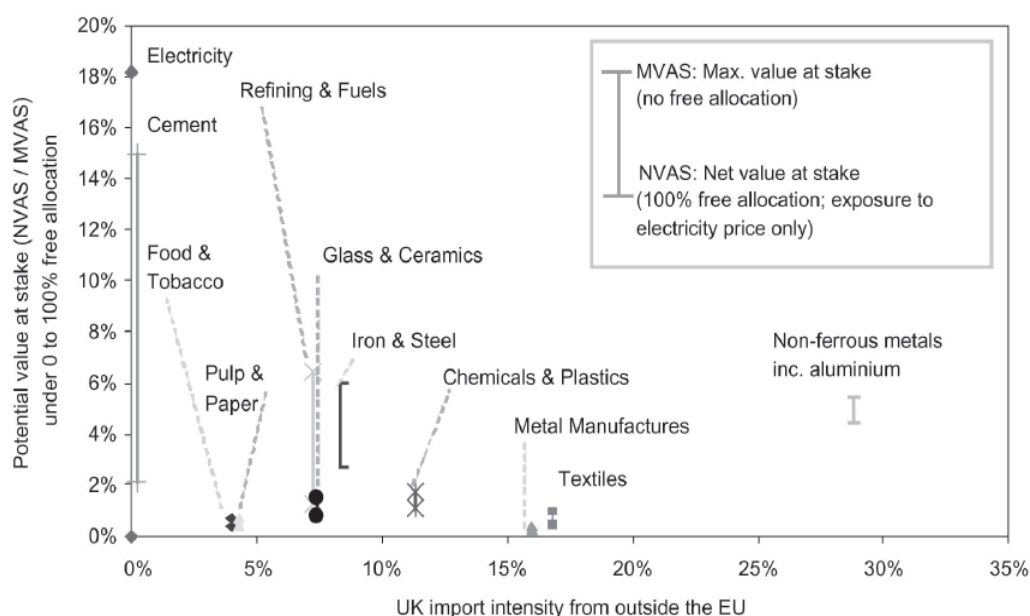 20%
18%
16%
14%
12%
10%
8%
6%
4%
2%
0%
Potential value at stake (NVAS / MVAS)
under 0 to 100% free allocation
Electricity
Refining & Fuels
Cement
Food &
Tobacco
Glass & Ceramics
Pulp &
Paper
Iron & Steel
Chemicals & Plastics
Metal Manufactures
Textiles
Non-ferrous metals
inc. aluminium
MVAS: Max. value at stake
(no free allocation)
NVAS: Net value at stake
(100% free allocation; exposure to
electricity price only)
0% 5% 10% 15% 20% 25% 30% 35%
UK import intensity from outside the EU